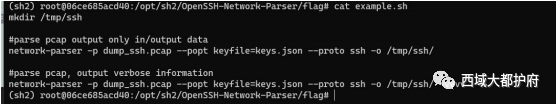 (sh2) root@06ce685acd40:/opt/sh2/OpenSSH-Network-Parser/flag# cat example.sh
mkdir /tmp/ssh
#parse pcap output only in/output data
network-parser -p dump_ssh.pcap --popt keyfile=keys.json --proto ssh -o /tmp/ssh/
#parse pcap, output verbose information
network-parser -p dump_ssh.pcap --popt keyfile=keys.json --proto ssh -o /tmp/ssh/
(sh2) root@06ce685acd40:/opt/sh2/OpenSSH-Network-Parser/flag#
西域大都护府